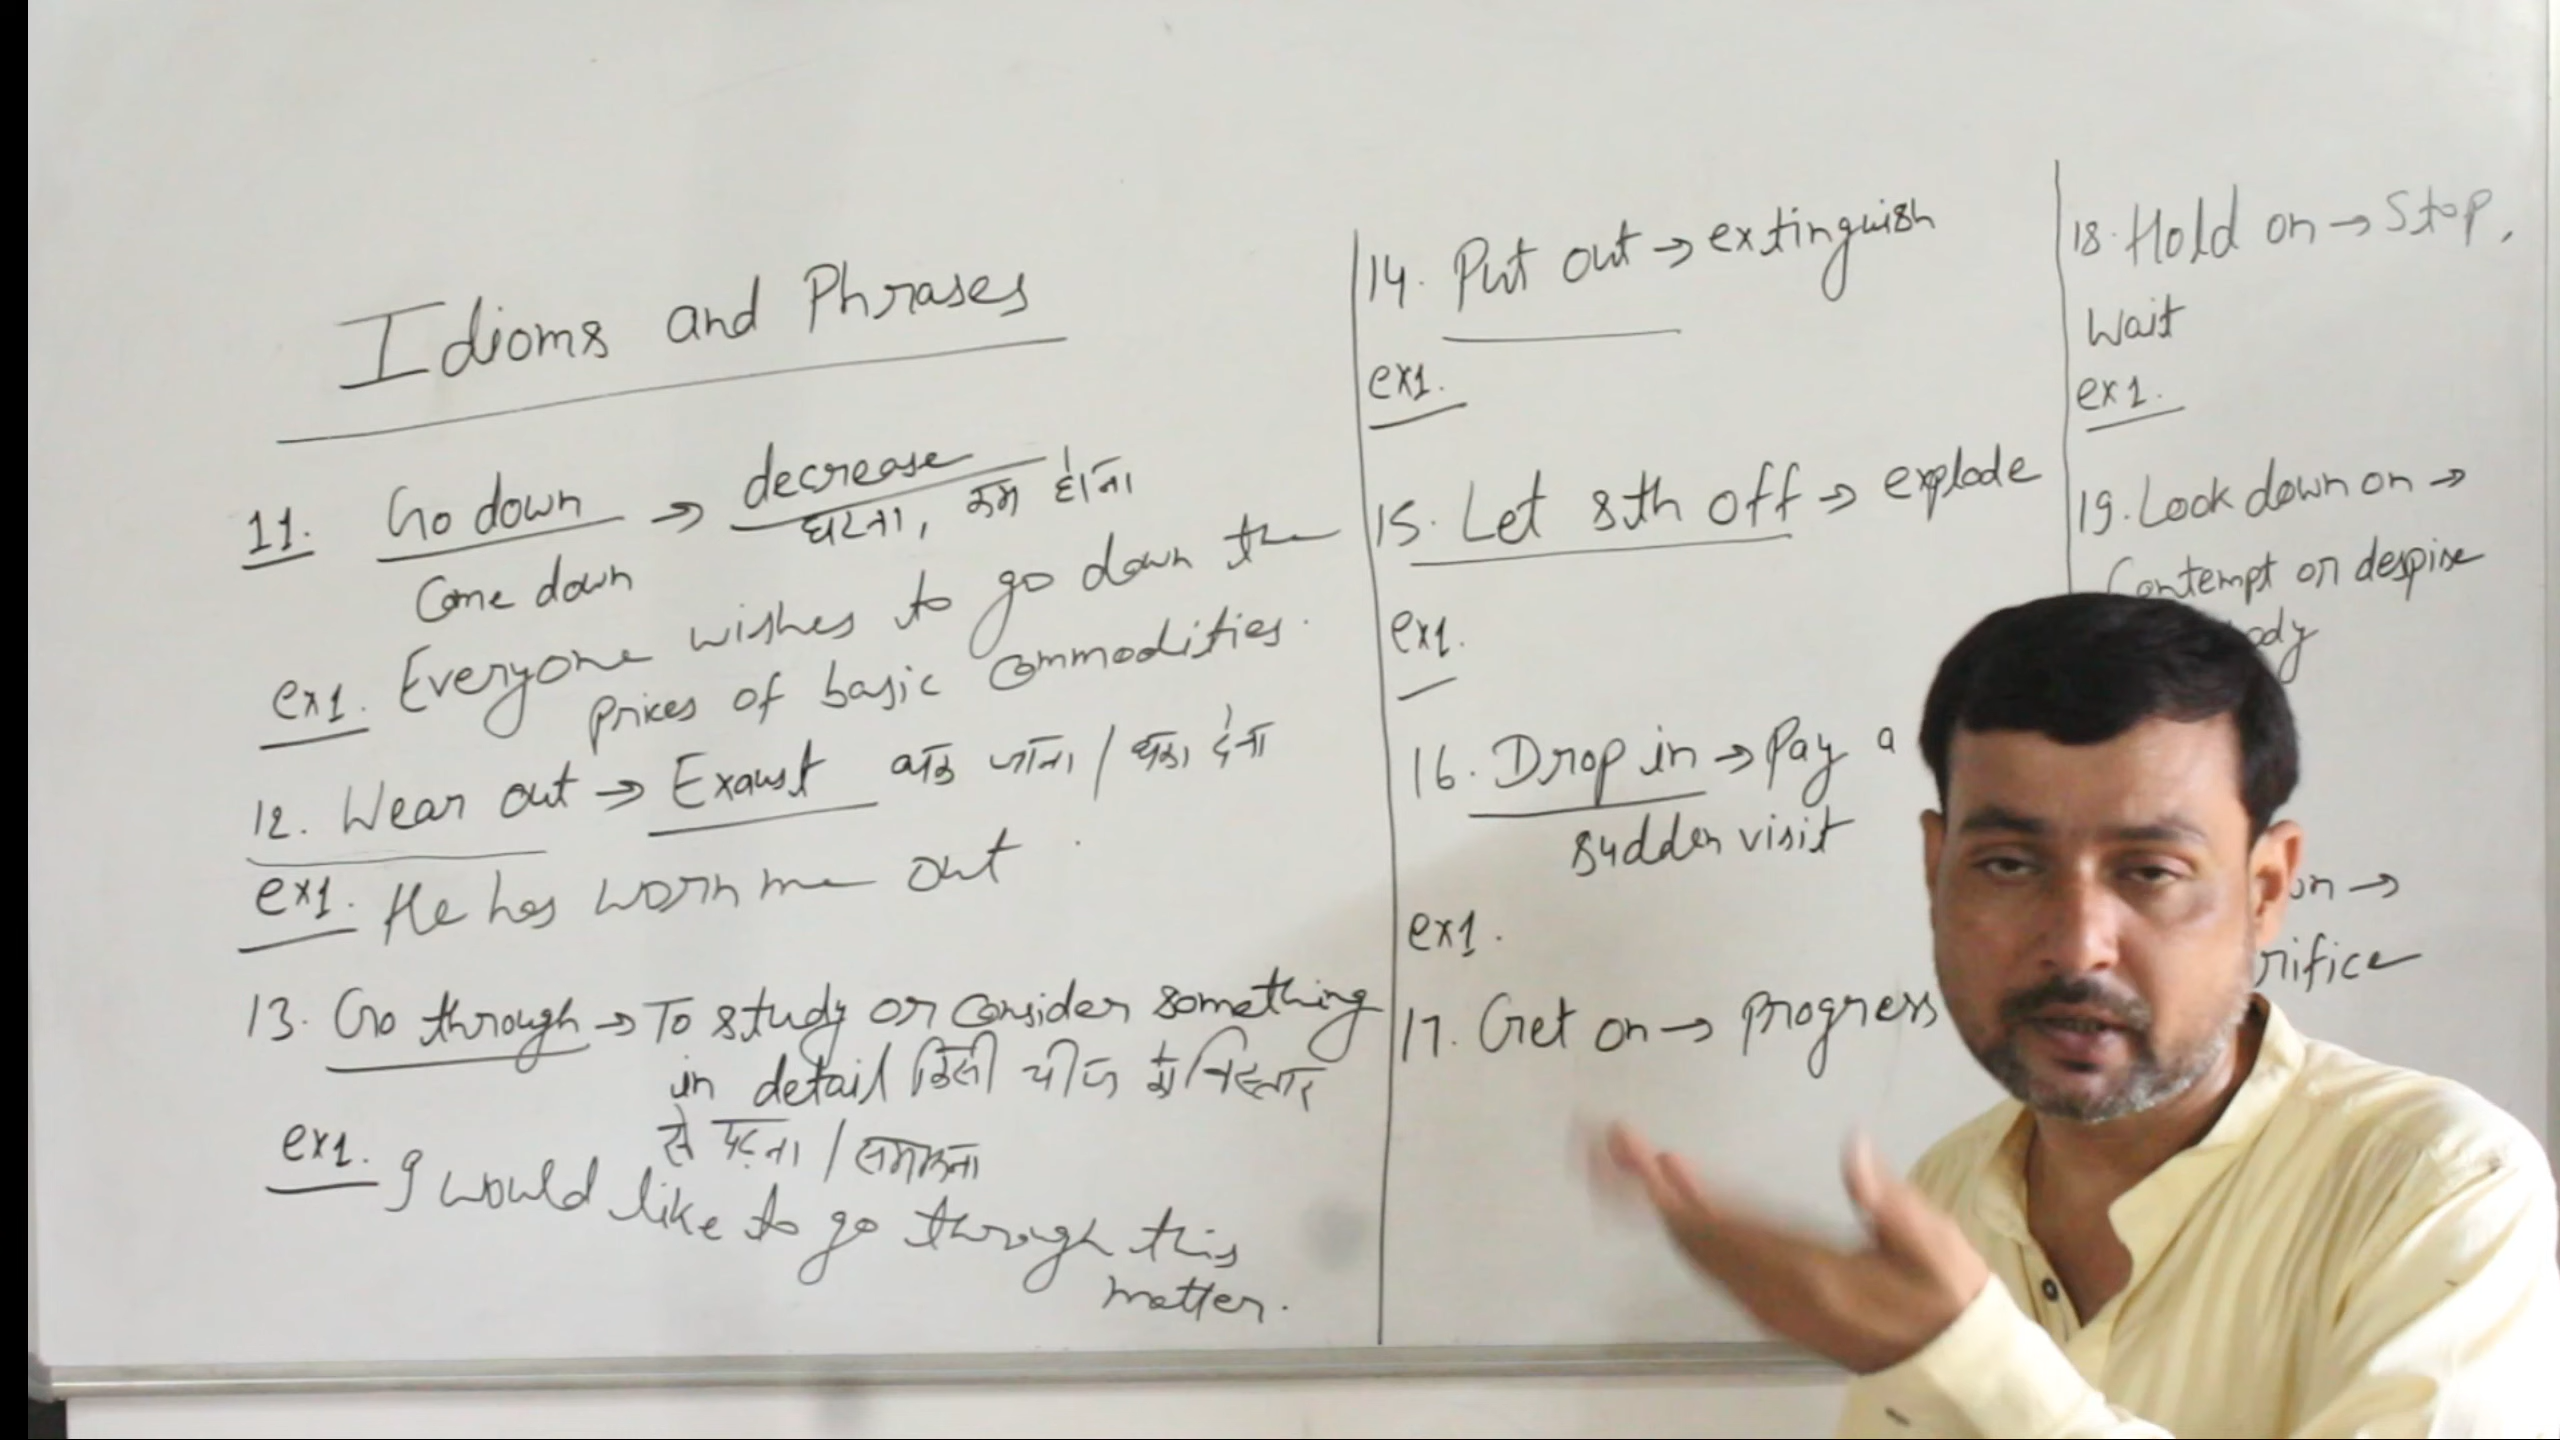 Idioms and Phrases
11. Go down → decrease
घटना, कम होना
Come down
ex1. Everyone wishes to go down the
prices of basic commodities.
12. Wear out → Exaust थक जाना / थका देना
ex1. He has worn me out
13. Go through → To study or consider something
in detail किसी चीज को विस्तार
से पढ़ना / समझना
ex1. I would like to go through this
matter.
14. Put out → extinguish
ex1.
15. Let sth off → explode
ex1.
16. Drop in → Pay a
sudden visit
ex1.
17. Get on → Progress
18. Hold on → Stop,
Wait
ex1.
19. Look down on →
Contempt or despise